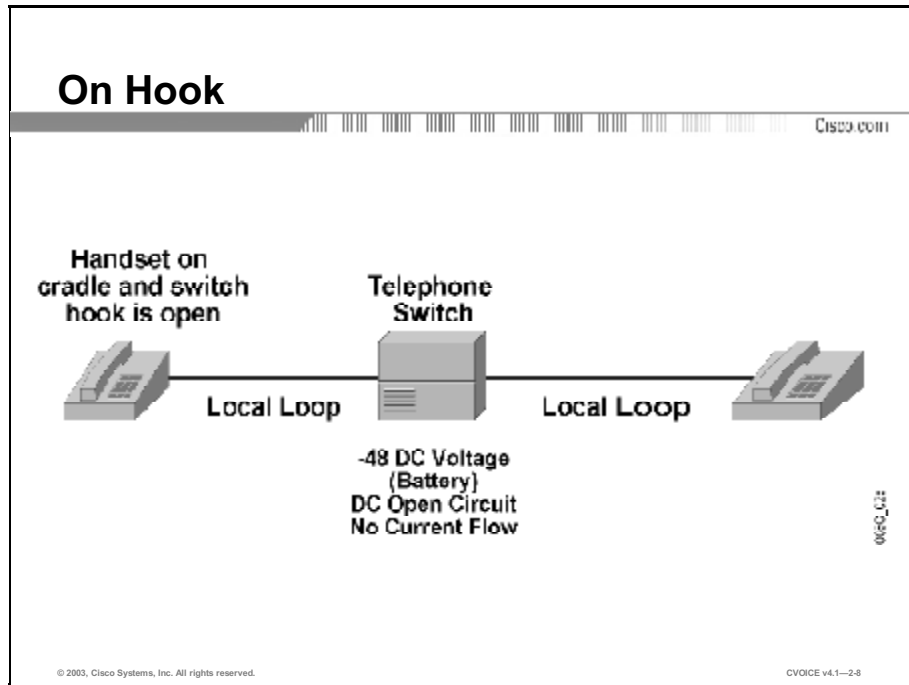 On Hook
Cisco.com
Handset on
cradle and switch
hook is open
Telephone
Switch
Local Loop
Local Loop
-48 DC Voltage
(Battery)
DC Open Circuit
No Current Flow
© 2003, Cisco Systems, Inc. All rights reserved.
CVOICE v4.1—2-8